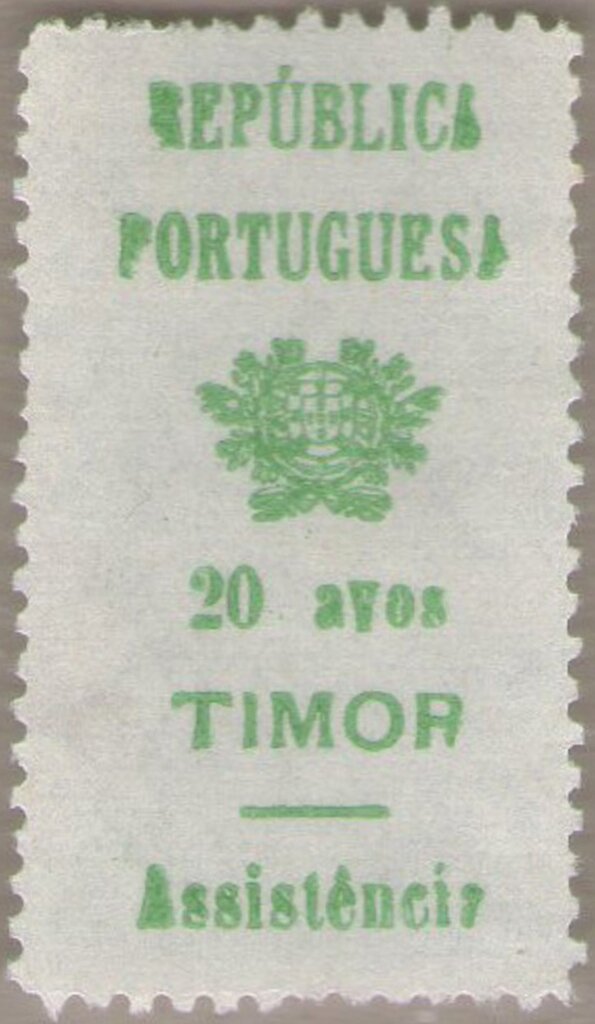 REPÚBLICA
PORTUGUESA
20 avos
TIMOR
Assistência